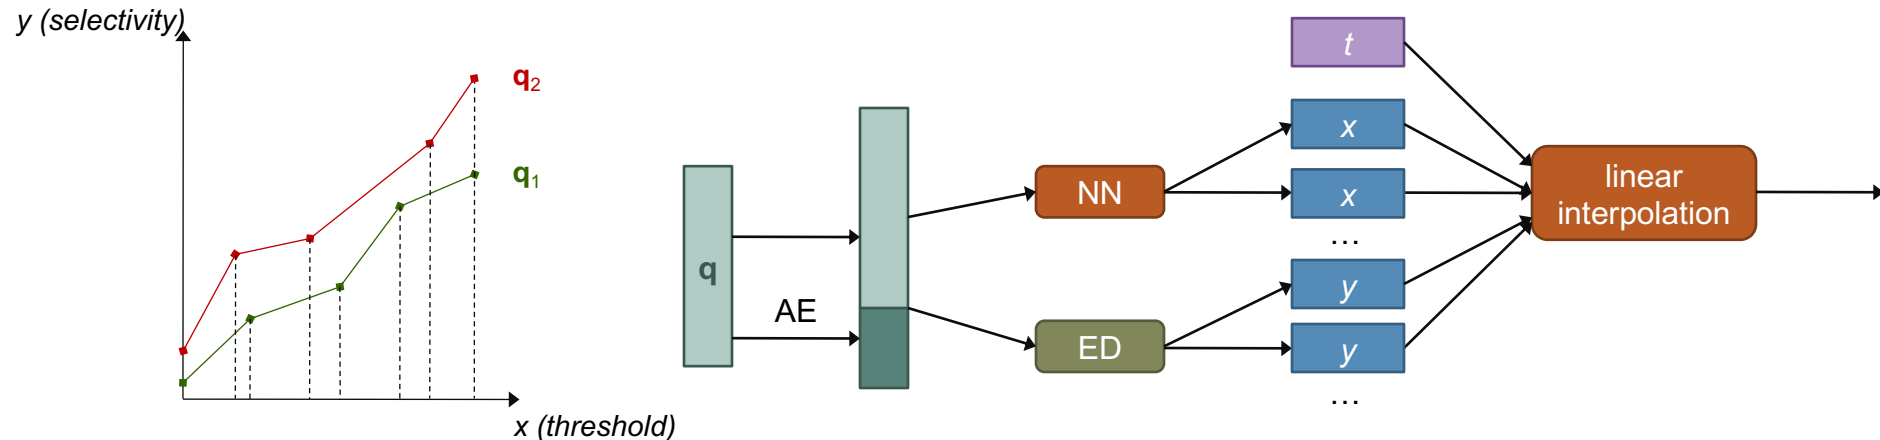 y (selectivity)
q2
q1
x (threshold)
q
AE
NN
ED
t
x
x
...
y
y
...
linear
interpolation